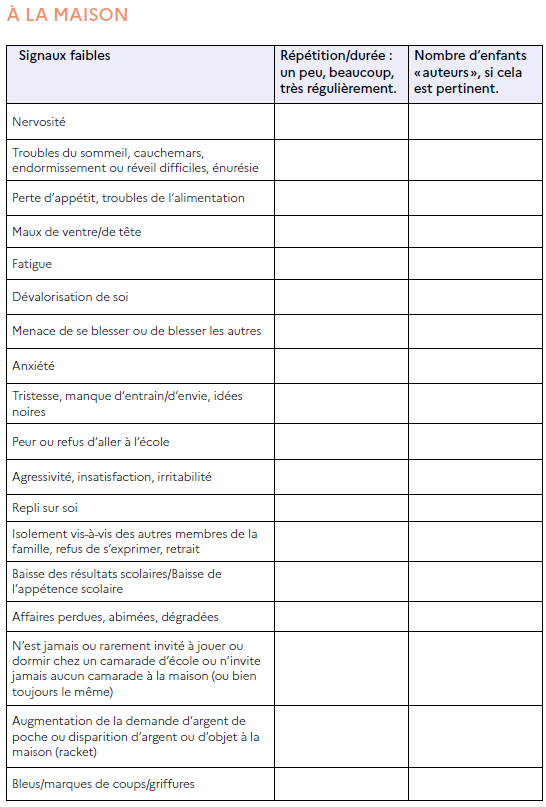 À LA MAISON
Signaux faibles
Répétition/durée :
un peu, beaucoup,
très régulièrement.
Nombre d’enfants
«auteurs», si cela
est pertinent.
Nervosité
Troubles du sommeil, cauchemars,
endormissement ou réveil difficiles, énurésie
Perte d’appétit, troubles de l’alimentation
Maux de ventre/de tête
Fatigue
Dévalorisation de soi
Menace de se blesser ou de blesser les autres
Anxiété
Tristesse, manque d’entrain/d’envie, idées
noires
Peur ou refus d’aller à l’école
Agressivité, insatisfaction, irritabilité
Repli sur soi
Isolement vis-à-vis des autres membres de la
famille, refus de s’exprimer, retrait
Baisse des résultats scolaires/Baisse de
l’appétence scolaire
Affaires perdues, abimées, dégradées
N’est jamais ou rarement invité à jouer ou
dormir chez un camarade d’école ou n’invite
jamais aucun camarade à la maison (ou bien
toujours le même)
Augmentation de la demande d’argent de
poche ou disparition d’argent ou d’objet à la
maison (racket)
Bleus/marques de coups/griffures